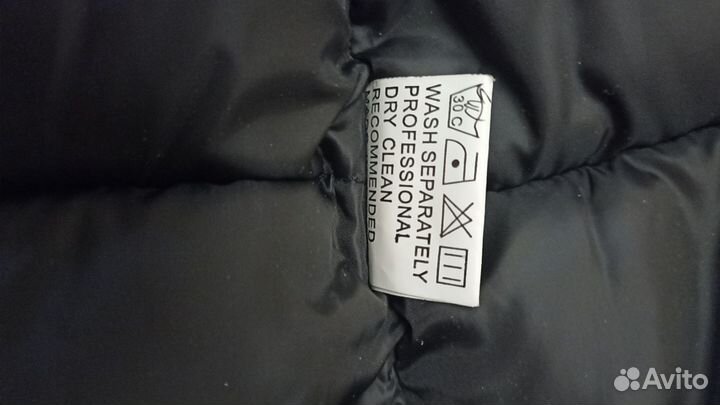 30 C
WASH SEPARATELY
PROFESSIONAL
DRY CLEAN
RECOMMENDED
Avito